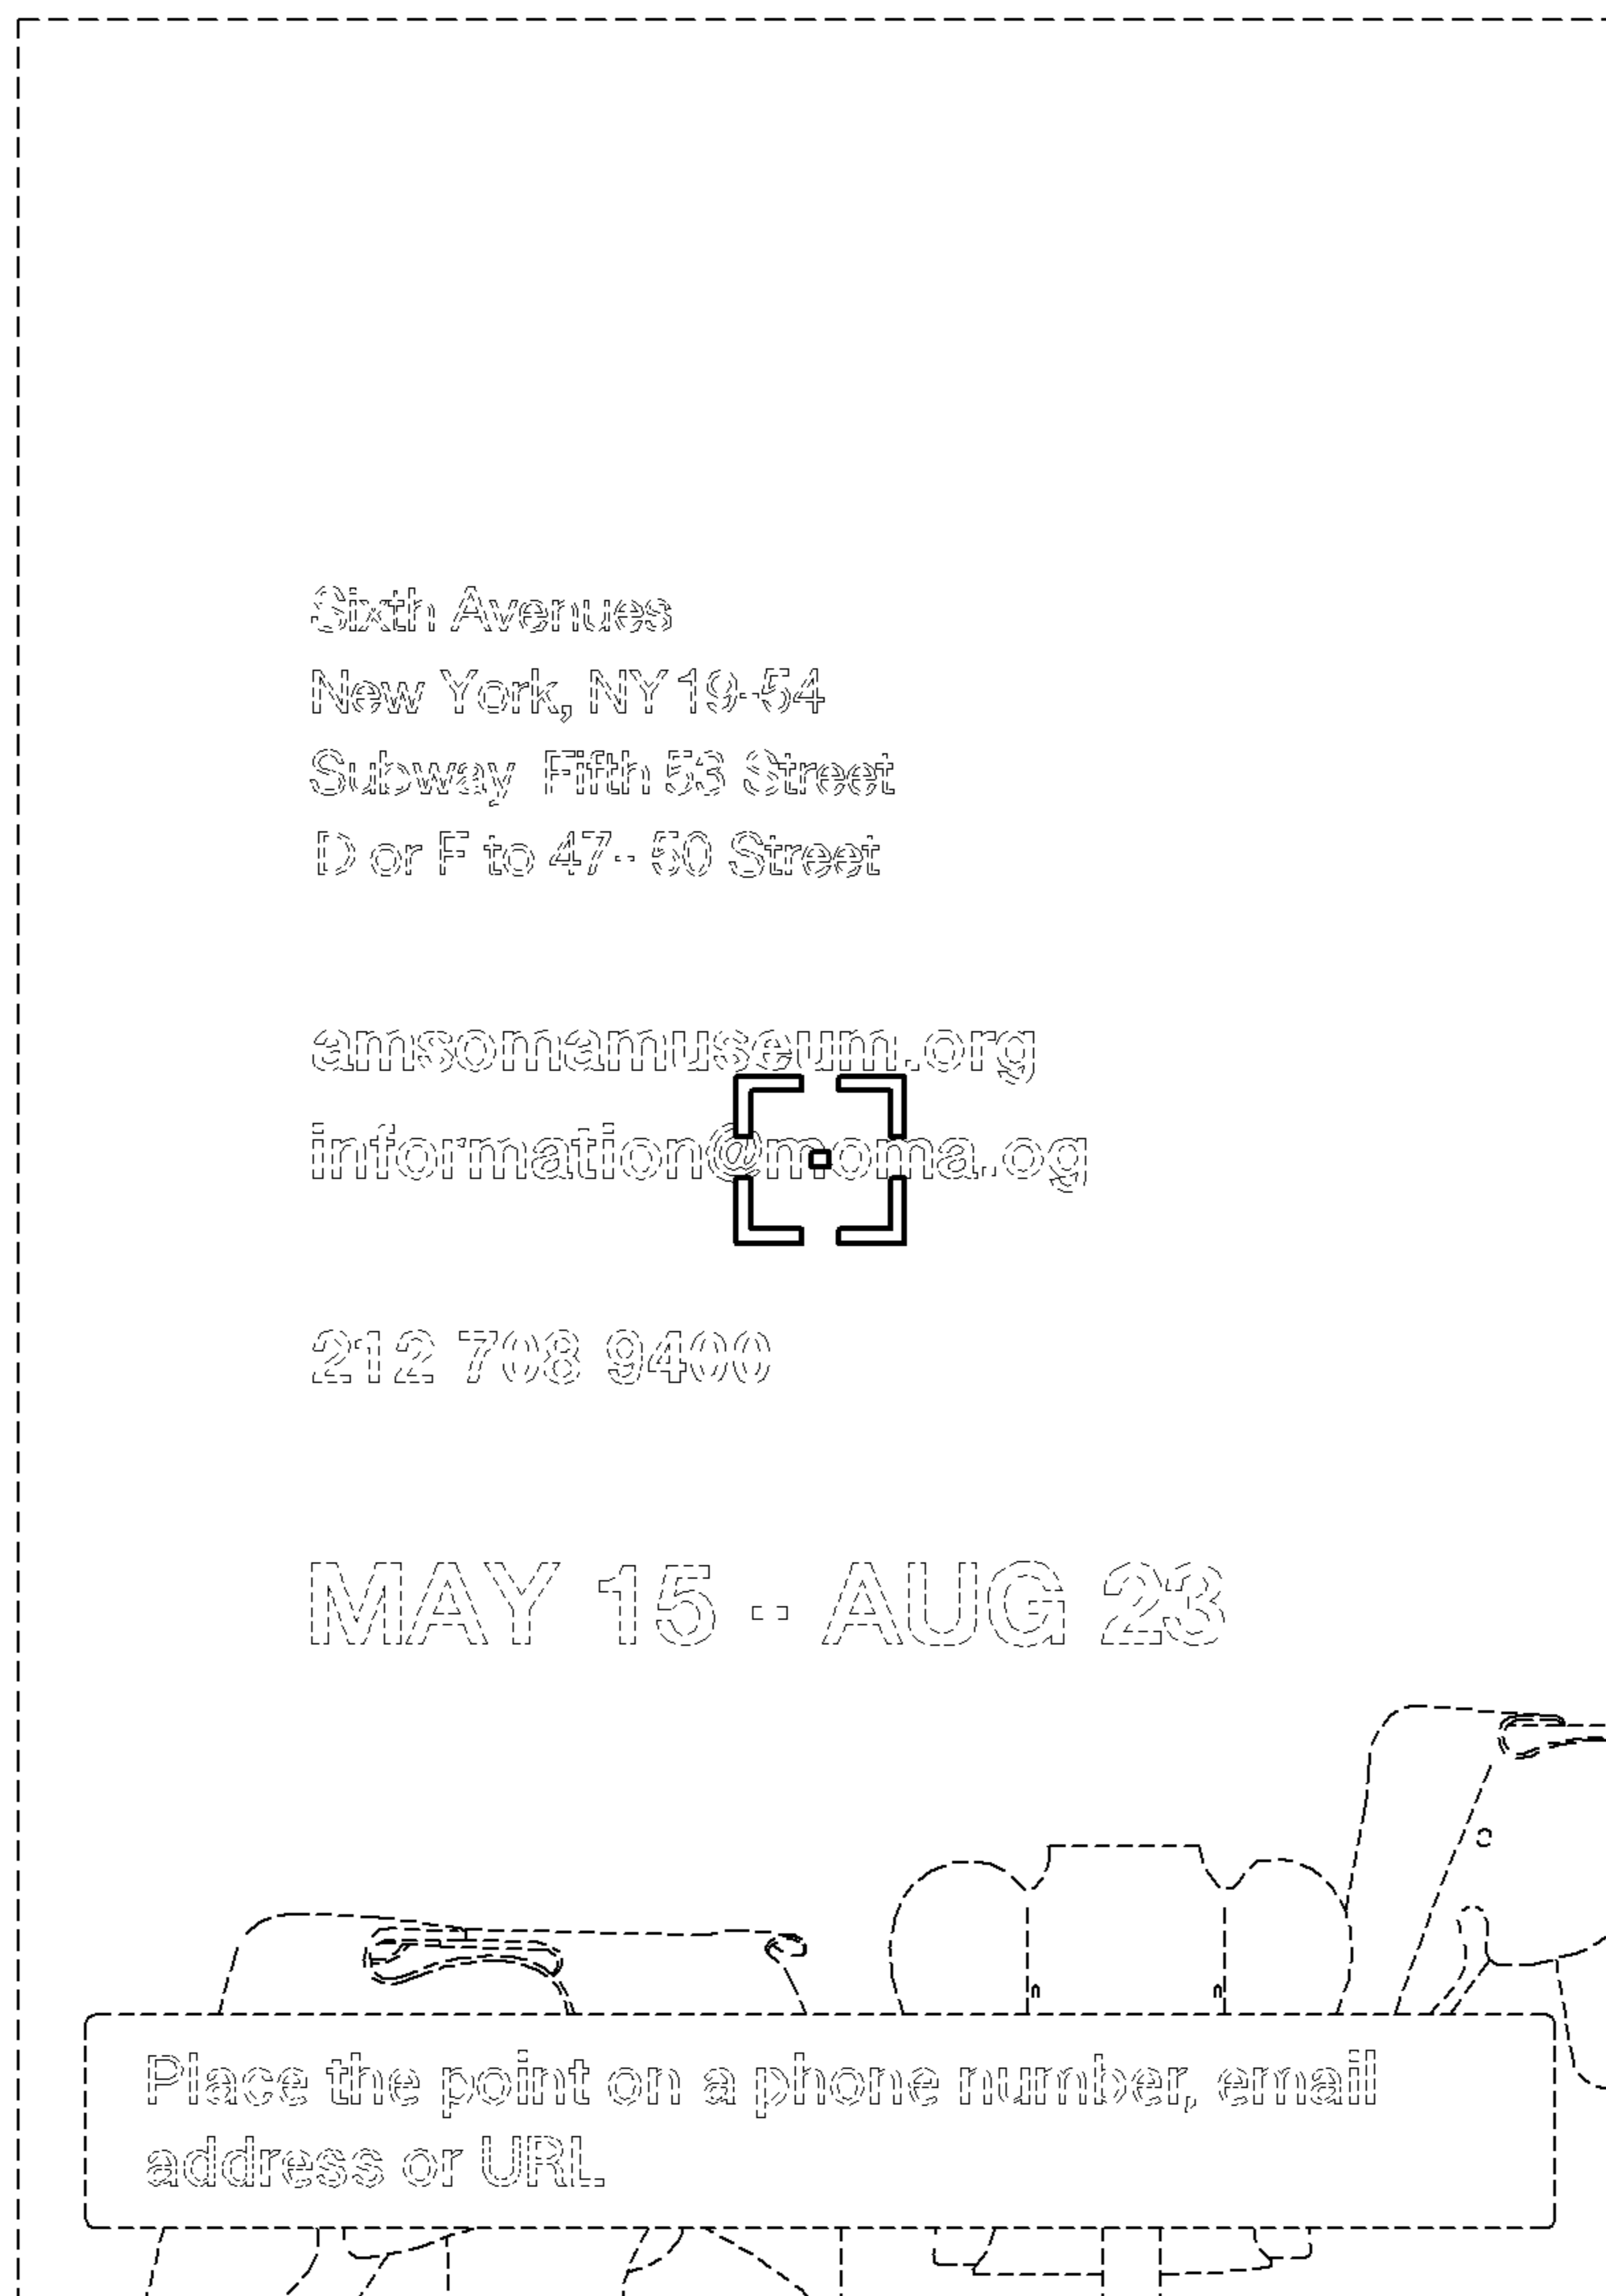 Sixth Avenues
New York, NY 19-54
Subway Fifth 53 Street
D or F to 47-50 Street
amsomamuseum.org
information@moma.og
212 708 9400
MAY 15 - AUG 23
Place the point on a phone number, email
address or URL